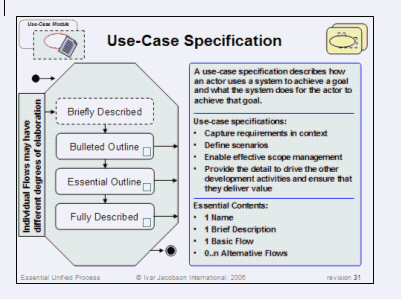 Use-Case Module
Use-Case Specification
Individual Flows may have
different degrees of elaboration
Briefly Described
Bulleted Outline
Essential Outline
Fully Described
A use-case specification describes how
an actor uses a system to achieve a goal
and what the system does for the actor to
achieve that goal.
Use-case specifications:
• Capture requirements in context
• Define scenarios
• Enable effective scope management
• Provide the detail to drive the other
development activities and ensure that
they deliver value
Essential Contents:
• 1 Name
• 1 Brief Description
• 1 Basic Flow
• 0..n Alternative Flows
Essential Unified Process
© Ivar Jacobson International, 2006
revision 31